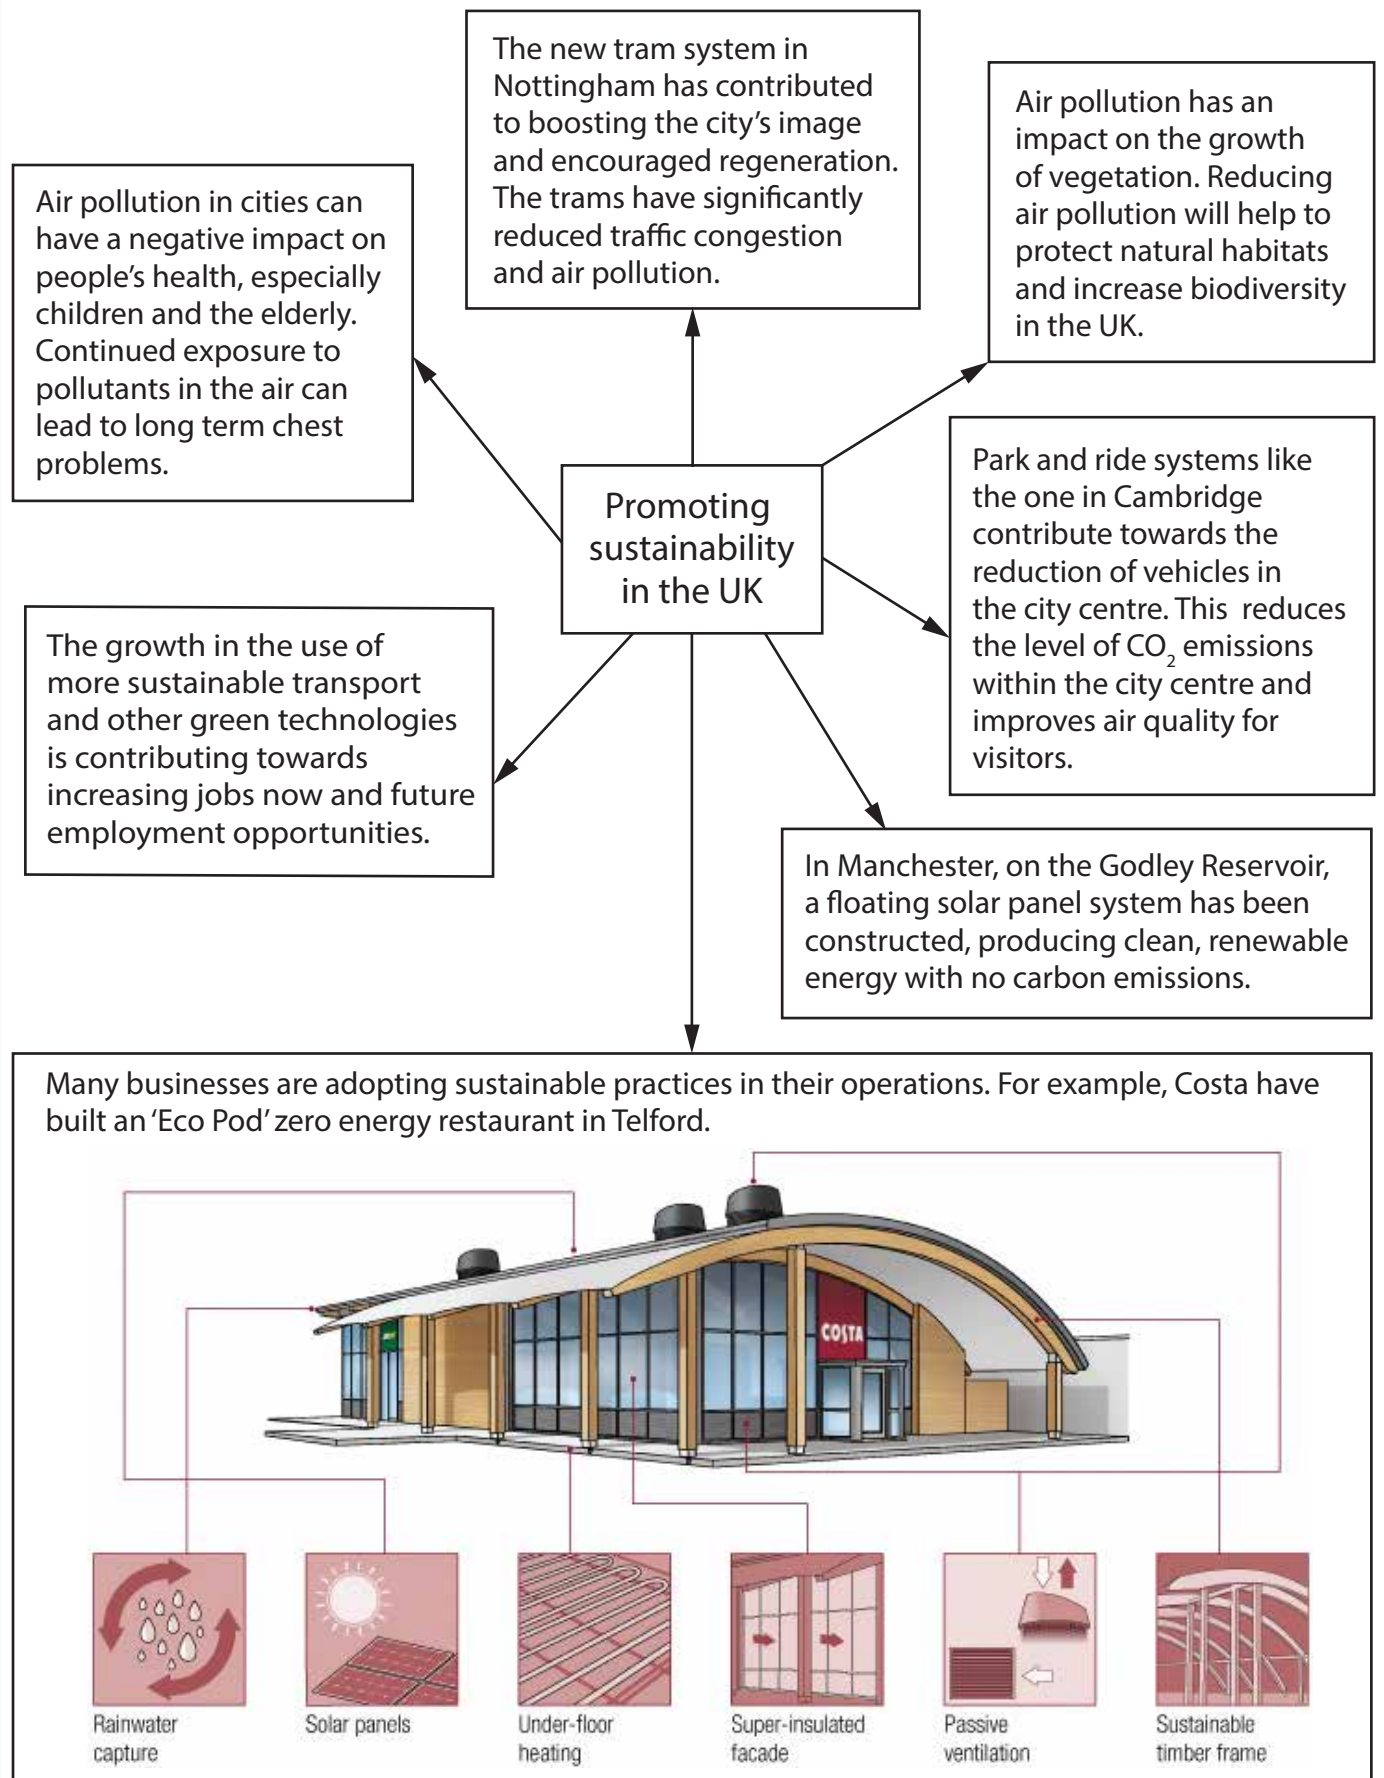 The new tram system in
Nottingham has contributed
to boosting the city’s image
and encouraged regeneration.
The trams have significantly
reduced traffic congestion
and air pollution.
Air pollution has an
impact on the growth
of vegetation. Reducing
air pollution will help to
protect natural habitats
and increase biodiversity
in the UK.
Air pollution in cities can
have a negative impact on
people’s health, especially
children and the elderly.
Continued exposure to
pollutants in the air can
lead to long term chest
problems.
Promoting
sustainability
in the UK
Park and ride systems like
the one in Cambridge
contribute towards the
reduction of vehicles in
the city centre. This reduces
the level of CO2 emissions
within the city centre and
improves air quality for
visitors.
The growth in the use of
more sustainable transport
and other green technologies
is contributing towards
increasing jobs now and future
employment opportunities.
In Manchester, on the Godley Reservoir,
a floating solar panel system has been
constructed, producing clean, renewable
energy with no carbon emissions.
Many businesses are adopting sustainable practices in their operations. For example, Costa have
built an ‘Eco Pod’ zero energy restaurant in Telford.
COSTA
Rainwater
capture
Solar panels
Under-floor
heating
Super-insulated
facade
Passive
ventilation
Sustainable
timber frame